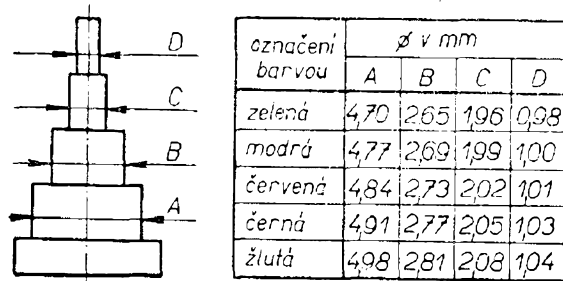 D
C
B
A
označení barvou
ø v mm
A B C D
zelená 4,70 2,65 1,96 0,98
modrá 4,77 2,69 1,99 1,00
červená 4,84 2,73 2,02 1,01
černá 4,91 2,77 2,05 1,03
žlutá 4,98 2,81 2,08 1,04